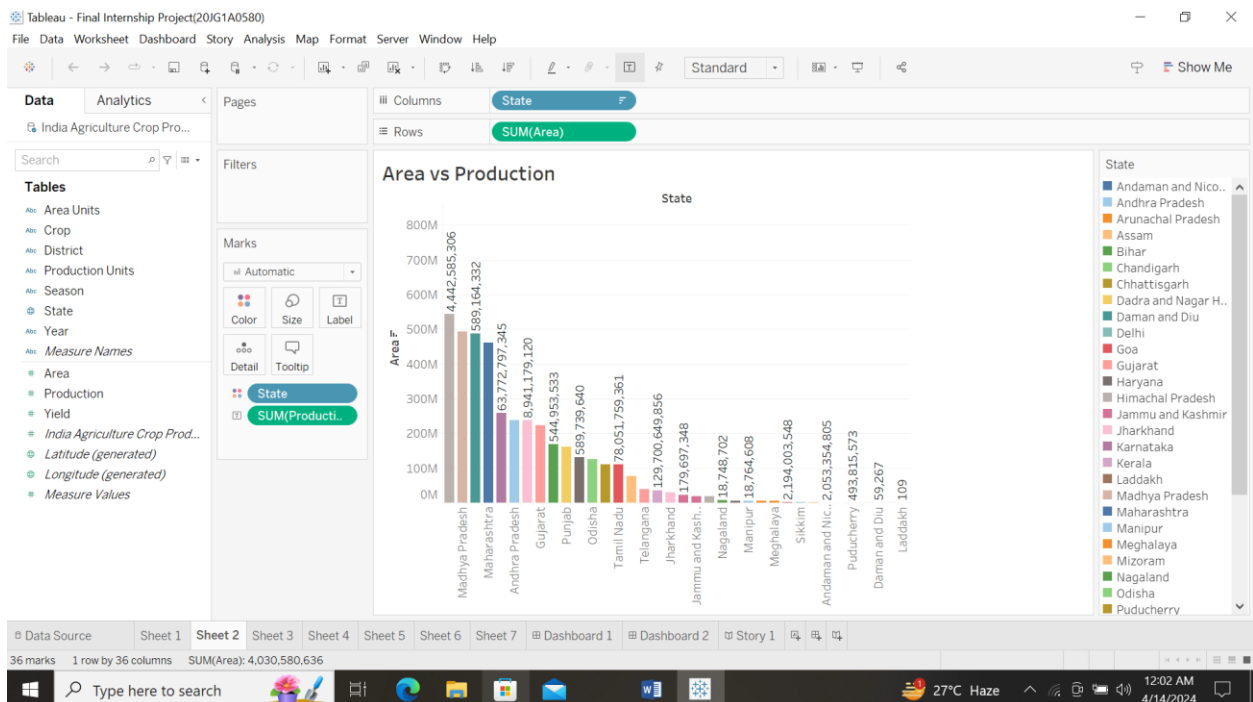 Tableau - Final Internship Project(20JG1A0580)
File Data Worksheet Dashboard Story Analysis Map Format Server Window Help
Standard
Show Me
Data Analytics
India Agriculture Crop Pro...
Search
Tables
Abc Area Units
Abc Crop
Abc District
Abc Production Units
Abc Season
State
Abc Year
Abc Measure Names
# Area
# Production
# Yield
# India Agriculture Crop Prod...
Latitude (generated)
Longitude (generated)
# Measure Values
Pages
Filters
Marks
Automatic
Color Size Label
Detail Tooltip
State
SUM(Producti..
Columns State
Rows SUM(Area)
Area vs Production
State
Area
800M
700M
600M
500M
400M
300M
200M
100M
0M
4,442,585,306
589,164,332
63,772,797,345
8,941,179,120
544,953,533
589,739,640
78,051,759,361
129,700,649,856
179,697,348
18,748,702
18,764,608
2,194,003,548
2,053,354,805
493,815,573
59,267
109
Madhya Pradesh
Maharashtra
Andhra Pradesh
Gujarat
Punjab
Odisha
Tamil Nadu
Telangana
Jharkhand
Jammu and Kash..
Nagaland
Manipur
Meghalaya
Sikkim
Andaman and Nic..
Puducherry
Daman and Diu
Laddakh
State
Andaman and Nico..
Andhra Pradesh
Arunachal Pradesh
Assam
Bihar
Chandigarh
Chhattisgarh
Dadra and Nagar H..
Daman and Diu
Delhi
Goa
Gujarat
Haryana
Himachal Pradesh
Jammu and Kashmir
Jharkhand
Karnataka
Kerala
Laddakh
Madhya Pradesh
Maharashtra
Manipur
Meghalaya
Mizoram
Nagaland
Odisha
Puducherry
Data Source Sheet 1 Sheet 2 Sheet 3 Sheet 4 Sheet 5 Sheet 6 Sheet 7 Dashboard 1 Dashboard 2 Story 1
36 marks 1 row by 36 columns SUM(Area): 4,030,580,636
Type here to search
27°C Haze
12:02 AM
4/14/2024